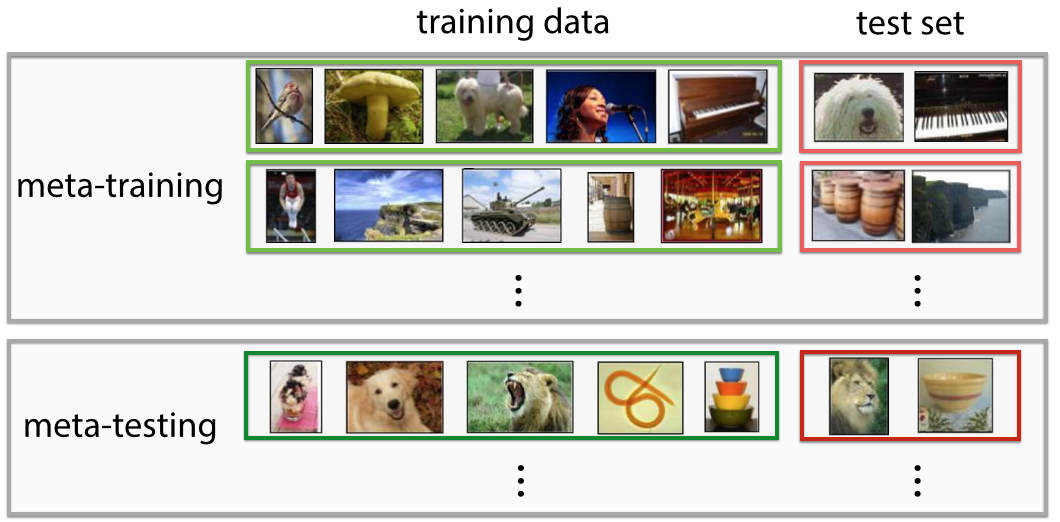 training data
test set
meta-training
meta-testing